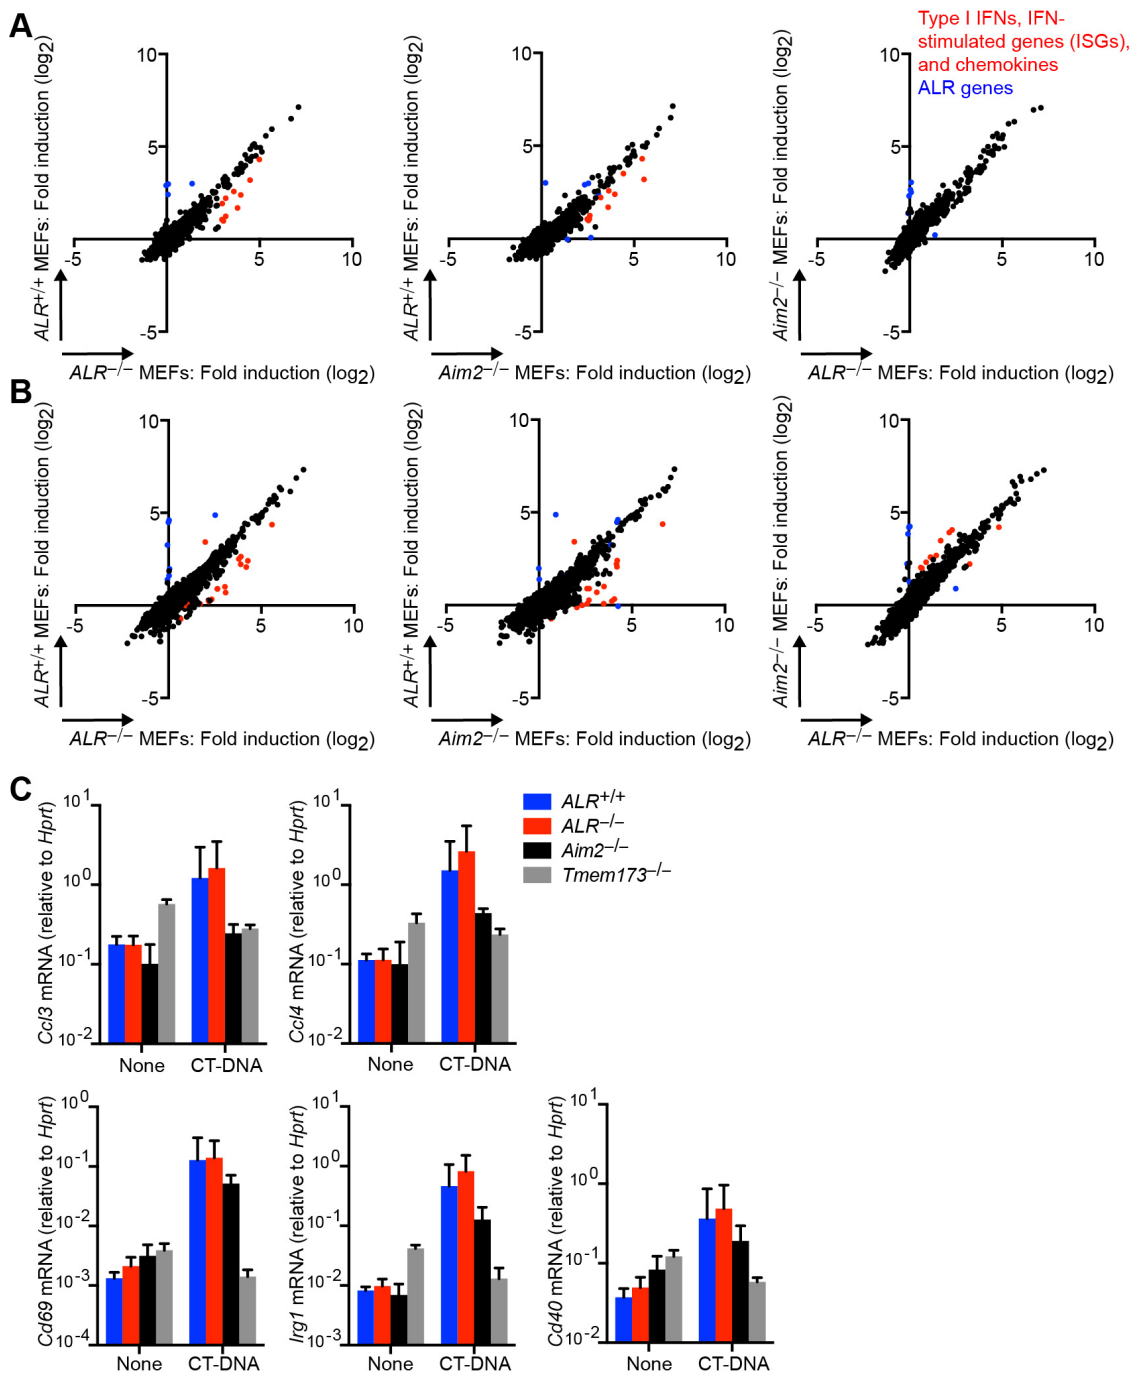 A
ALR+/+ MEFs: Fold induction (log2)
10
5
-5
5
10
-5
ALR–/– MEFs: Fold induction (log2)
ALR+/+ MEFs: Fold induction (log2)
10
5
-5
5
10
-5
Aim2–/– MEFs: Fold induction (log2)
Type I IFNs, IFN-
stimulated genes (ISGs),
and chemokines
ALR genes
Aim2–/– MEFs: Fold induction (log2)
10
5
-5
5
10
-5
ALR–/– MEFs: Fold induction (log2)
B
ALR+/+ MEFs: Fold induction (log2)
10
5
-5
5
10
-5
ALR–/– MEFs: Fold induction (log2)
ALR+/+ MEFs: Fold induction (log2)
10
5
-5
5
10
-5
Aim2–/– MEFs: Fold induction (log2)
Aim2–/– MEFs: Fold induction (log2)
10
5
-5
5
10
-5
ALR–/– MEFs: Fold induction (log2)
C
Ccl3 mRNA (relative to Hprt)
10^1
10^0
10^-1
10^-2
None CT-DNA
Ccl4 mRNA (relative to Hprt)
10^1
10^0
10^-1
10^-2
None CT-DNA
ALR+/+
ALR–/–
Aim2–/–
Tmem173–/–
Cd69 mRNA (relative to Hprt)
10^0
10^-1
10^-2
10^-3
10^-4
None CT-DNA
Irg1 mRNA (relative to Hprt)
10^1
10^0
10^-1
10^-2
10^-3
None CT-DNA
Cd40 mRNA (relative to Hprt)
10^1
10^0
10^-1
10^-2
None CT-DNA